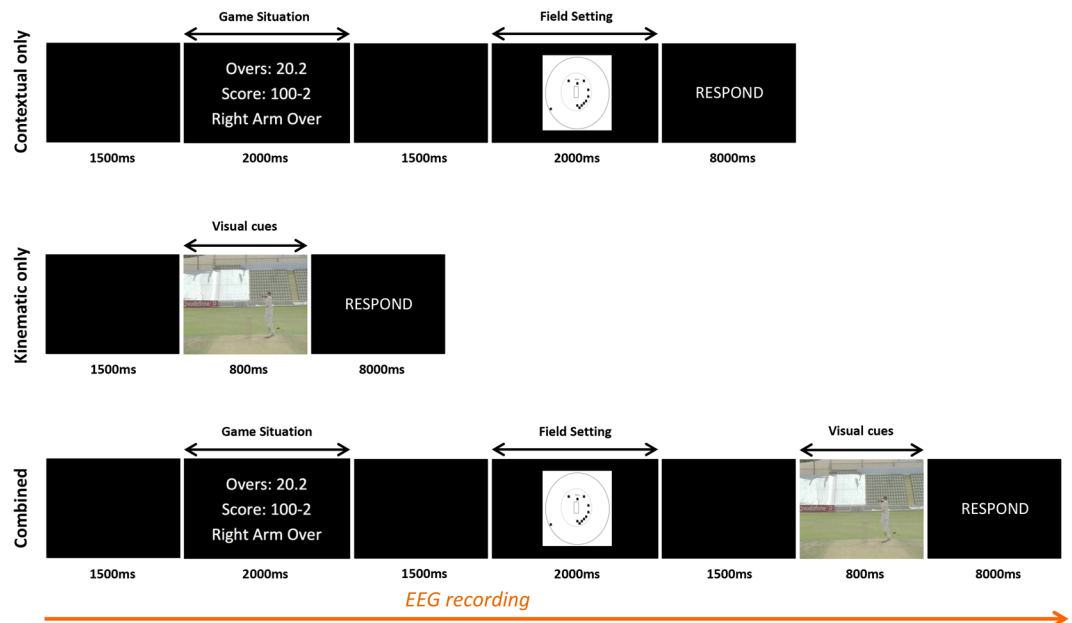 Contextual only
Game Situation
Field Setting
Overs: 20.2
Score: 100-2
Right Arm Over
RESPOND
1500ms
2000ms
1500ms
2000ms
8000ms
Kinematic only
Visual cues
vodafone
RESPOND
1500ms
800ms
8000ms
Combined
Game Situation
Field Setting
Visual cues
Overs: 20.2
Score: 100-2
Right Arm Over
vodafone
RESPOND
1500ms
2000ms
1500ms
2000ms
1500ms
800ms
8000ms
EEG recording